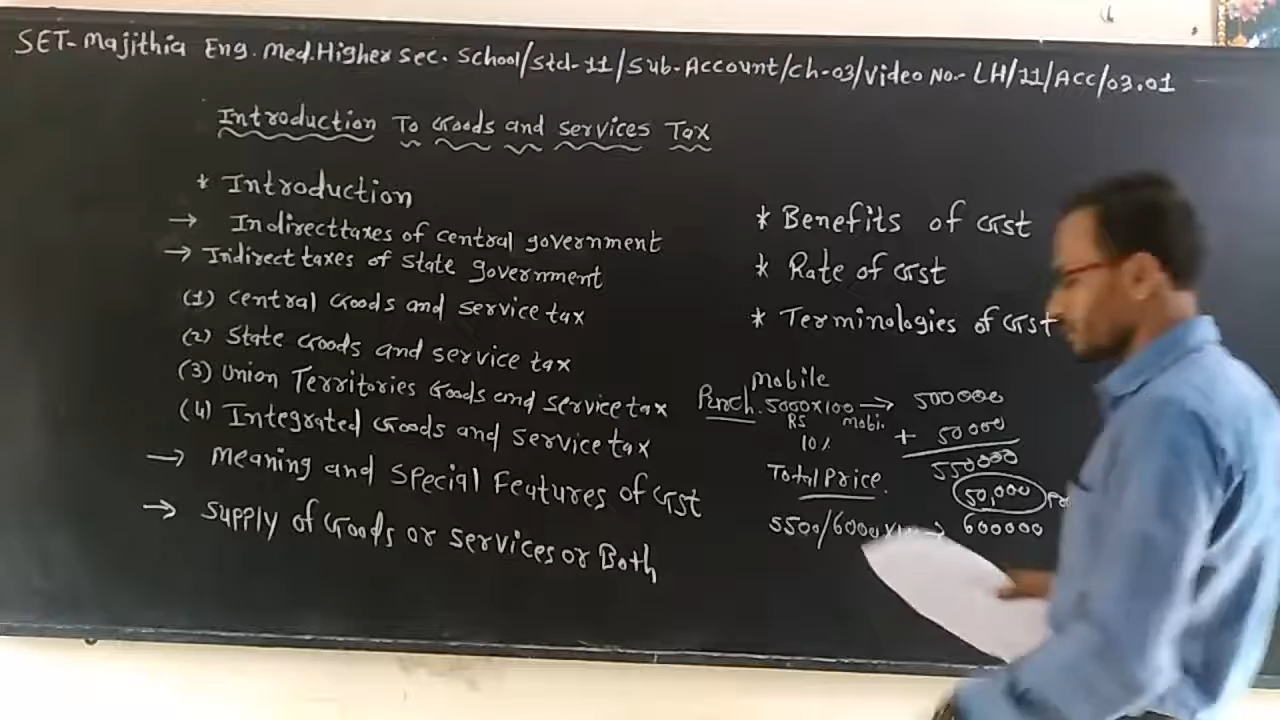 SET-Majithia Eng. Med. Higher Sec. School/Std-11/Sub-Account/Ch-03/Video No.- LH/11/ACC/03.01
Introduction To Goods and Services Tax
* Introduction
→ Indirect taxes of central government
→ Indirect taxes of State government
(1) Central Goods and service tax
(2) State Goods and service tax
(3) Union Territories Goods and service tax
(4) Integrated Goods and service tax
→ Meaning and Special Features of GST
→ Supply of Goods or Services or Both
* Benefits of GST
* Rate of GST
* Terminologies of GST
Mobile
Purch. 5000x100 → 500000
RS mobi. + 50000
10% 550000
Total Price. 50,000
5500/6000x → 600000